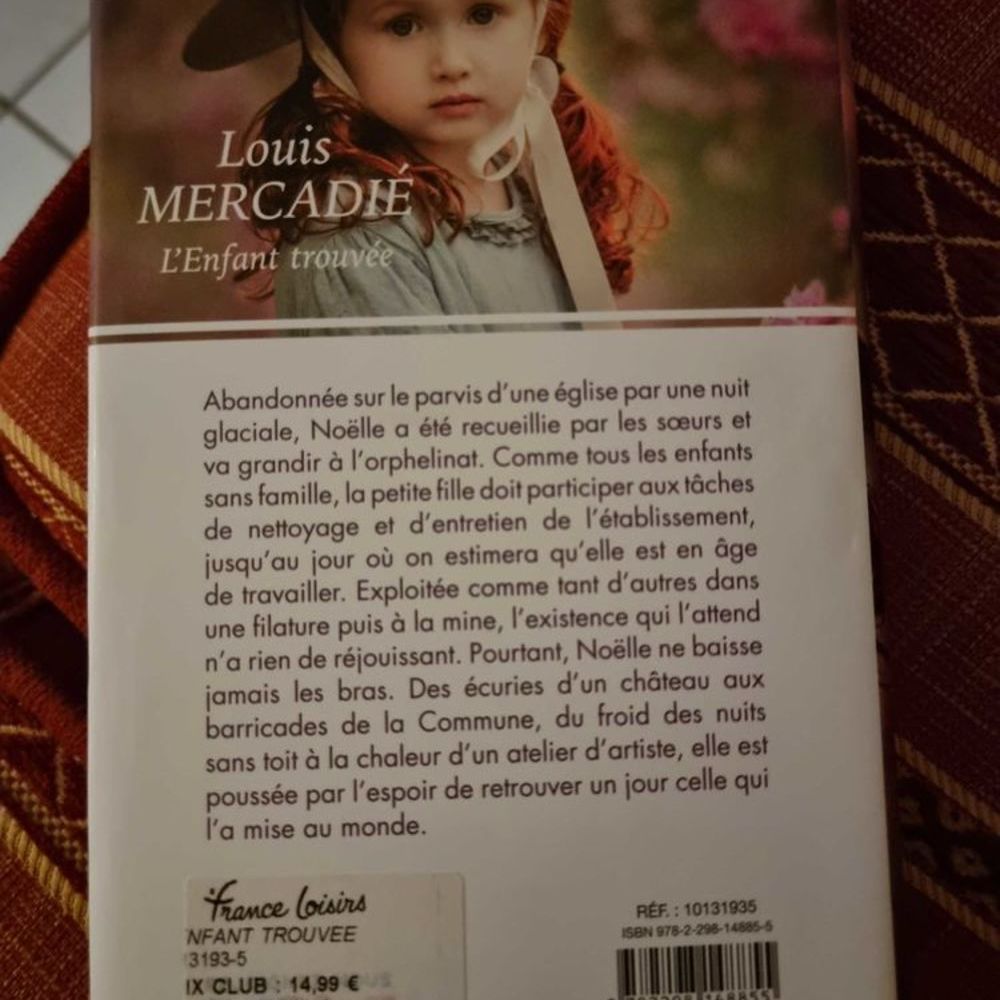 Louis
MERCADIÉ
L'Enfant trouvée
Abandonnée sur le parvis d'une église par une nuit
glaciale, Noëlle a été recueillie par les sœurs et
va grandir à l'orphelinat. Comme tous les enfants
sans famille, la petite fille doit participer aux tâches
de nettoyage et d'entretien de l'établissement,
jusqu'au jour où on estimera qu'elle est en âge
de travailler. Exploitée comme tant d'autres dans
une filature puis à la mine, l'existence qui l'attend
n'a rien de réjouissant. Pourtant, Noëlle ne baisse
jamais les bras. Des écuries d'un château aux
barricades de la Commune, du froid des nuits
sans toit à la chaleur d'un atelier d'artiste, elle est
poussée par l'espoir de retrouver un jour celle qui
l'a mise au monde.
france loisirs
NFANT TROUVEE
3193-5
IX CLUB : 14,99 €
RÉF. : 10131935
ISBN 978-2-298-14885-5